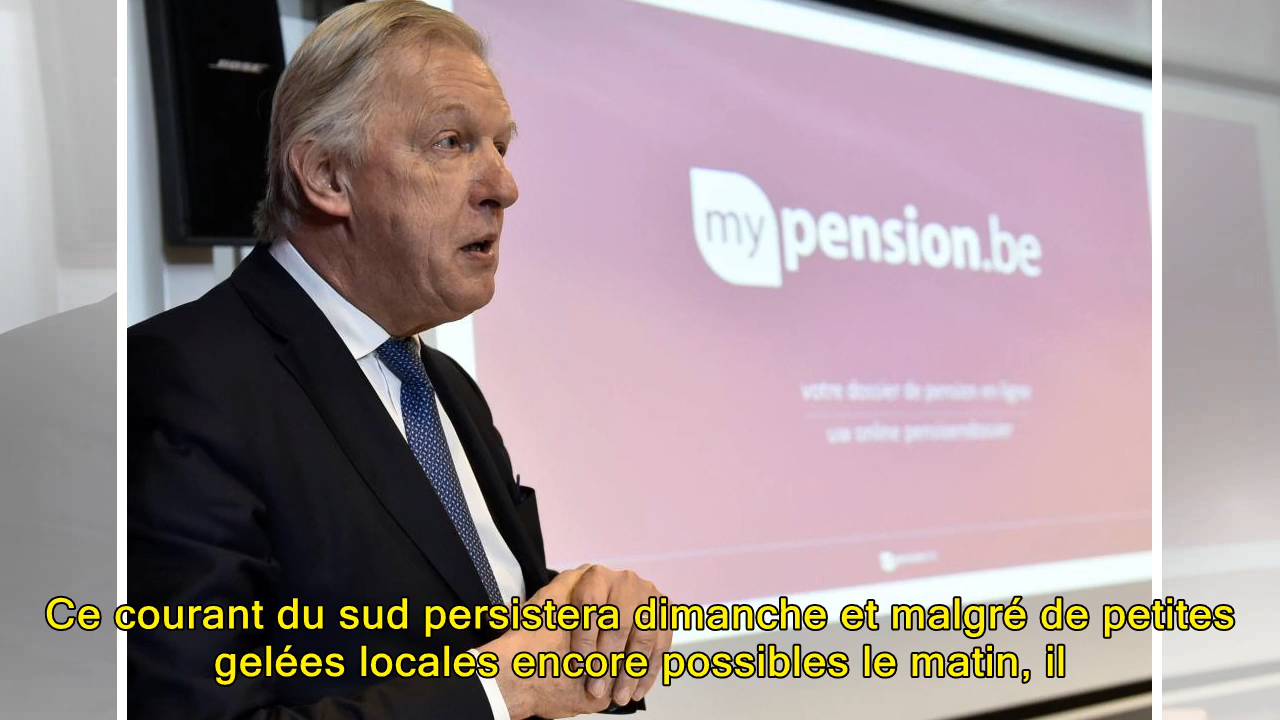 BOSE
mypension.be
votre dossier de pension en ligne
uw online pensioendossier
Ce courant du sud persistera dimanche et malgré de petites
gelées locales encore possibles le matin, il